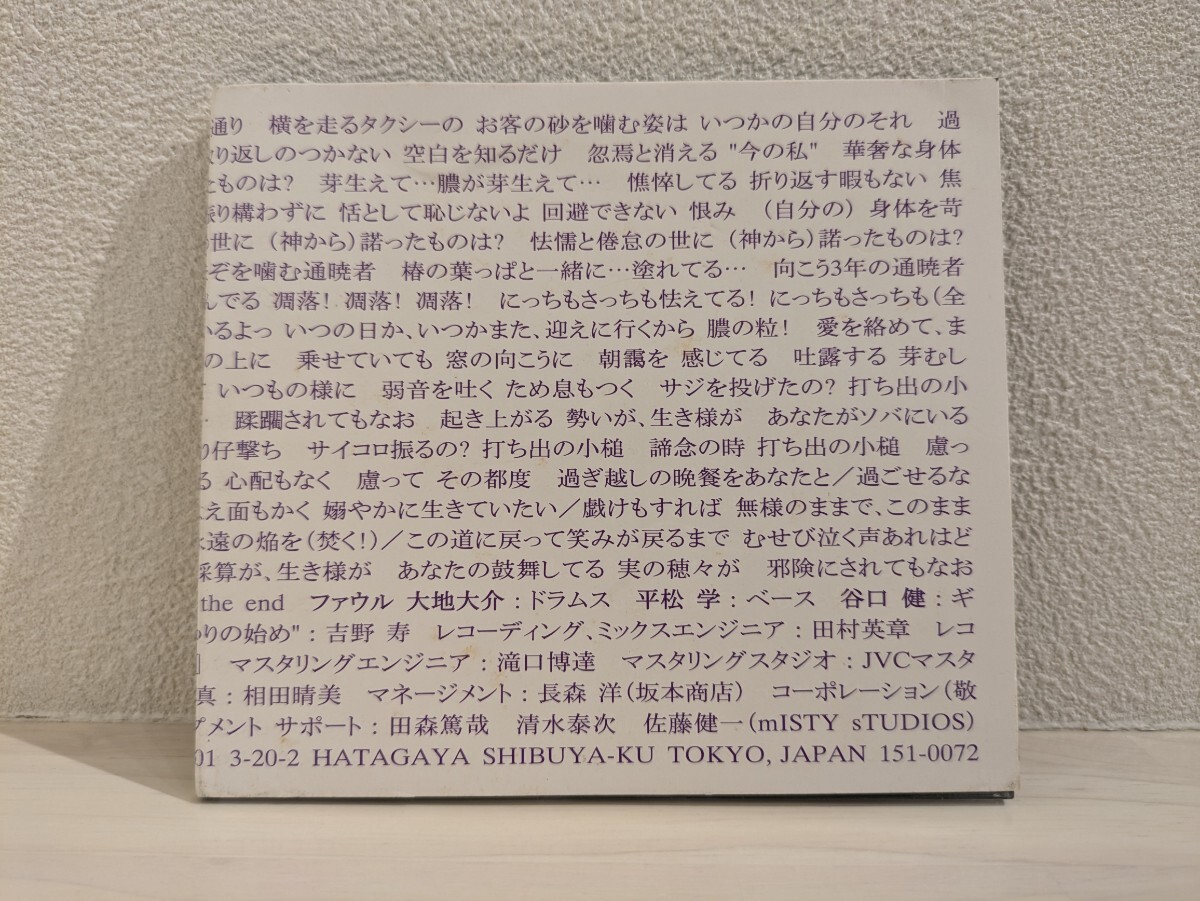 通り 横を走るタクシーの お客の砂を噛む姿は いつかの自分のそれ 過
り返しのつかない 空白を知るだけ 忽焉と消える "今の私" 華奢な身体
たものは? 芽生えて…膿が芽生えて… 憔悴してる 折り返す暇もない 焦
り構わずに 恬として恥じないよ 回避できない 恨み (自分の) 身体を苛
世に (神から)諾ったものは? 怯懦と倦怠の世に (神から)諾ったものは?
ぞを噛む通暁者 椿の葉っぱと一緒に…塗れてる… 向こう3年の通暁者
んでる 凋落! 凋落! 凋落! にっちもさっちも怯えてる! にっちもさっちも(全
いるよっ いつの日か、いつかまた、迎えに行くから 膿の粒! 愛を絡めて、ま
の上に 乗せていても 窓の向こうに 朝靄を 感じてる 吐露する 芽むし
いつもの様に 弱音を吐く ため息もつく サジを投げたの? 打ち出の小
蹂躙されてもなお 起き上がる 勢いが、生き様が あなたがソバにいる
り仔撃ち サイコロ振るの? 打ち出の小槌 諦念の時 打ち出の小槌 慮っ
る 心配もなく 慮って その都度 過ぎ越しの晩餐をあなたと/過ごせるな
え面もかく 嫋やかに生きていたい/戯けもすれば 無様のままで、このまま
遠の焔を(焚く!)/この道に戻って笑みが戻るまで むせび泣く声あれはど
採算が、生き様が あなたの鼓舞してる 実の穂々が 邪険にされてもなお
the end ファウル 大地大介:ドラムス 平松 学:ベース 谷口 健:ギ
りの始め":吉野 寿 レコーディング、ミックスエンジニア:田村英章 レコ
マスタリングエンジニア:滝口博達 マスタリングスタジオ:JVCマスタ
真:相田晴美 マネージメント:長森 洋(坂本商店) コーポレーション(敬
プメント サポート:田森篤哉 清水泰次 佐藤健一(mISTY sTUDIOS)
01 3-20-2 HATAGAYA SHIBUYA-KU TOKYO, JAPAN 151-0072